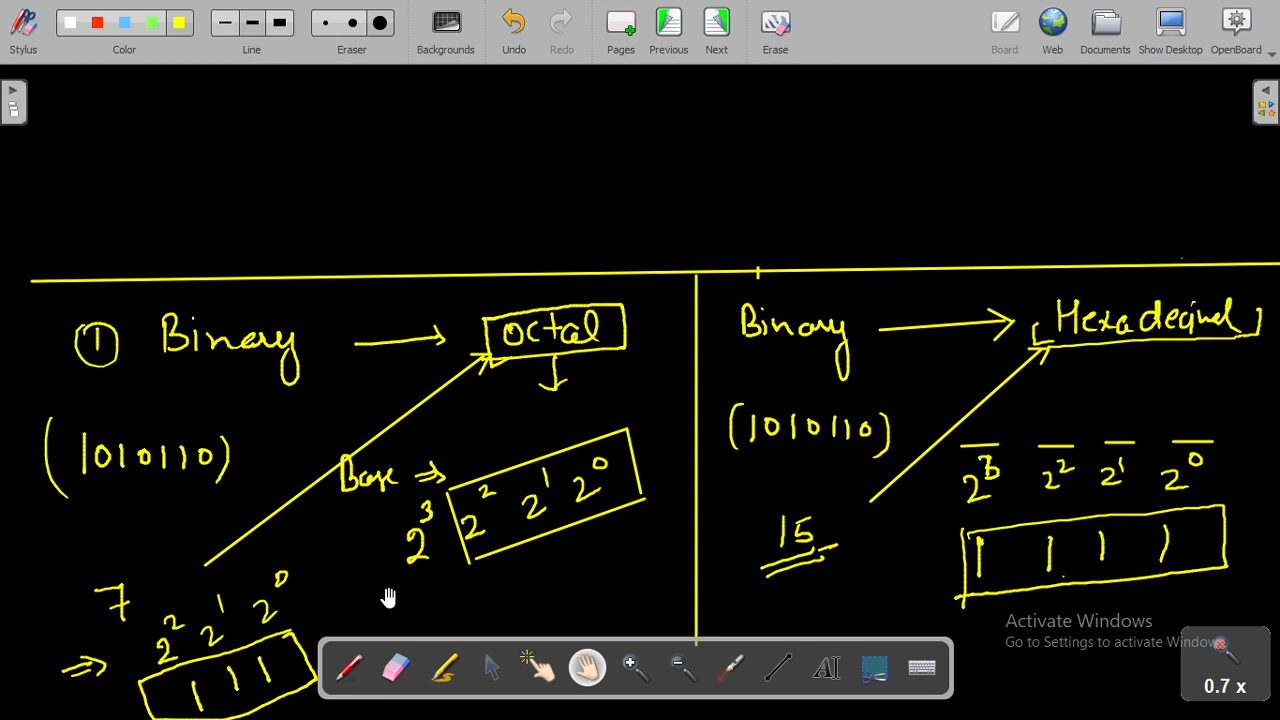 Stylus
Color
Line
Eraser
Backgrounds
Undo
Redo
Pages
Previous
Next
Erase
Board
Web
Documents
Show Desktop
OpenBoard
① Binary → octal
(1010110)
Base ⇒ 2³ 2² 2¹ 2⁰
7
2² 2¹ 2⁰
⇒ 1 1 1
Binary → Hexadecimal
(1010110)
2³ 2² 2¹ 2⁰
15
1 1 1 1
Activate Windows
Go to Settings to activate Windows
AI
0.7 x